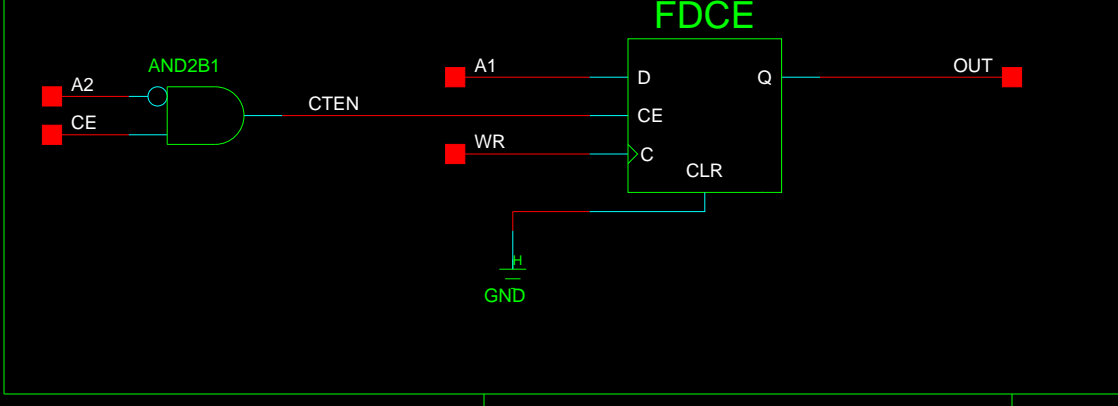 FDCE
AND2B1
A2
CE
CTEN
A1
WR
D
CE
C
CLR
Q
OUT
H
GND